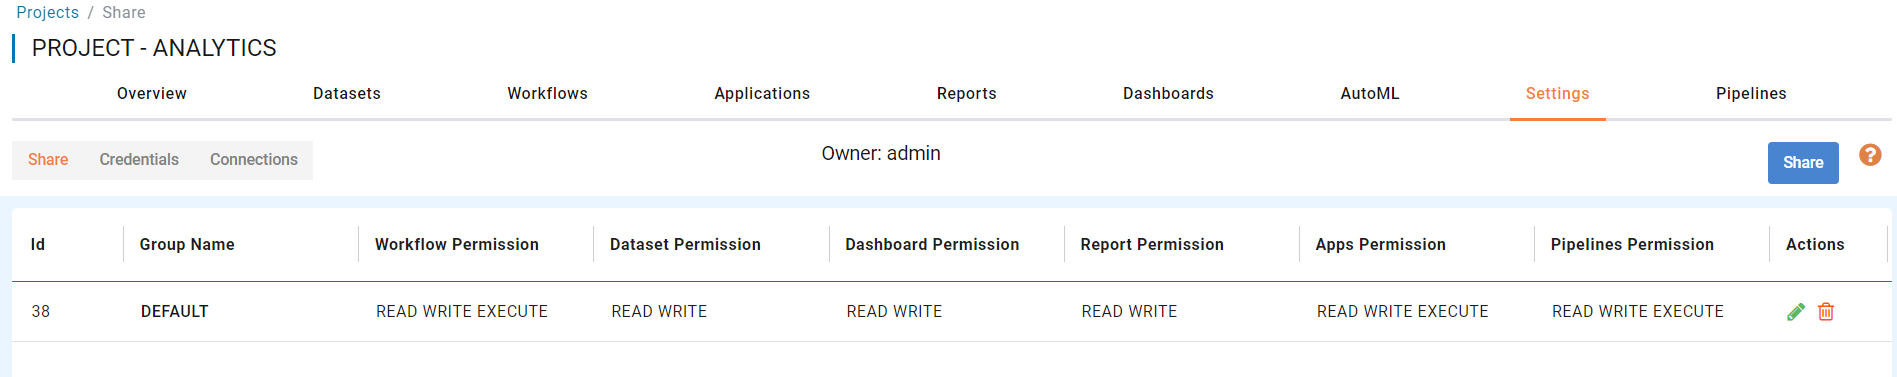 Projects / Share
PROJECT - ANALYTICS
Overview Datasets Workflows Applications Reports Dashboards AutoML Settings Pipelines
Share Credentials Connections Owner: admin Share ?
Id Group Name Workflow Permission Dataset Permission Dashboard Permission Report Permission Apps Permission Pipelines Permission Actions
38 DEFAULT READ WRITE EXECUTE READ WRITE READ WRITE READ WRITE READ WRITE EXECUTE READ WRITE EXECUTE